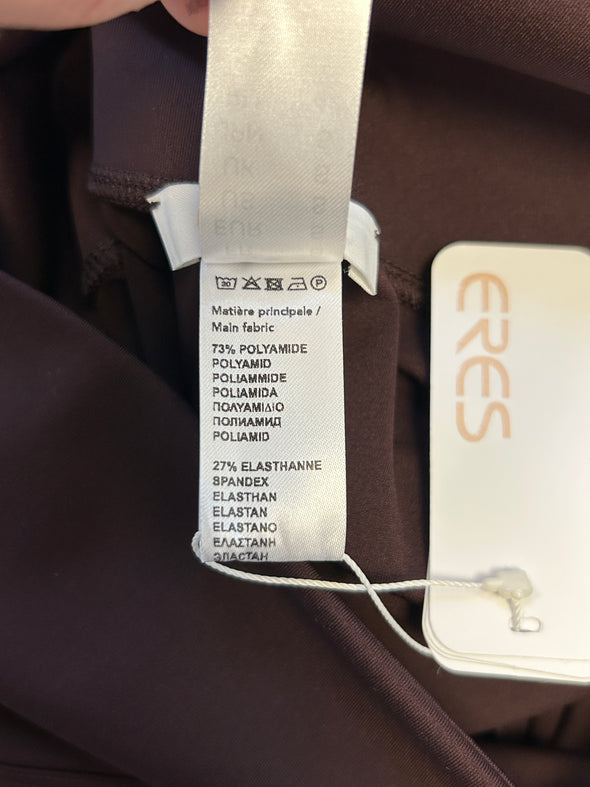 30
P
Matière principale /
Main fabric
73% POLYAMIDE
POLYAMID
POLIAMMIDE
POLIAMIDA
ΠΟΛΥΑΜΙΔΙΟ
ПОЛИАМИД
POLIAMID
27% ELASTHANNE
SPANDEX
ELASTHAN
ELASTAN
ELASTANO
ΕΛΑΣΤΑΝΗ
ЭЛАСТАН
ERES